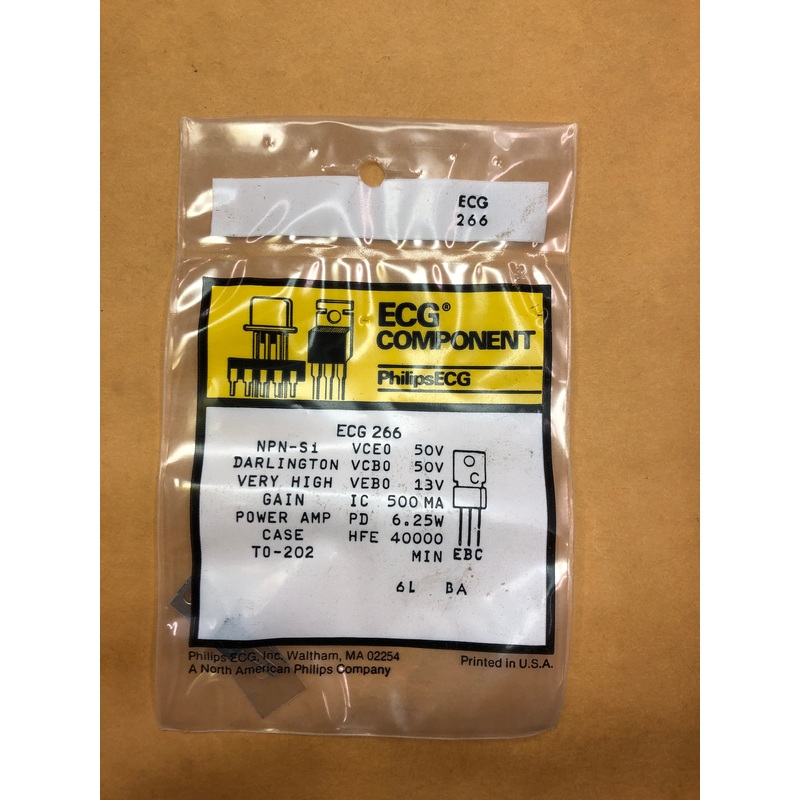 ECG
266
ECG®
COMPONENT
PhilipsECG
ECG 266
NPN-Si VCEO 50V
DARLINGTON VCBO 50V
VERY HIGH VEBO 13V
GAIN IC 500 MA
POWER AMP PD 6.25W
CASE HFE 40000
TO-202 MIN
C
EBC
6L BA
Philips ECG, Inc. Waltham, MA 02254
A North American Philips Company
Printed in U.S.A.